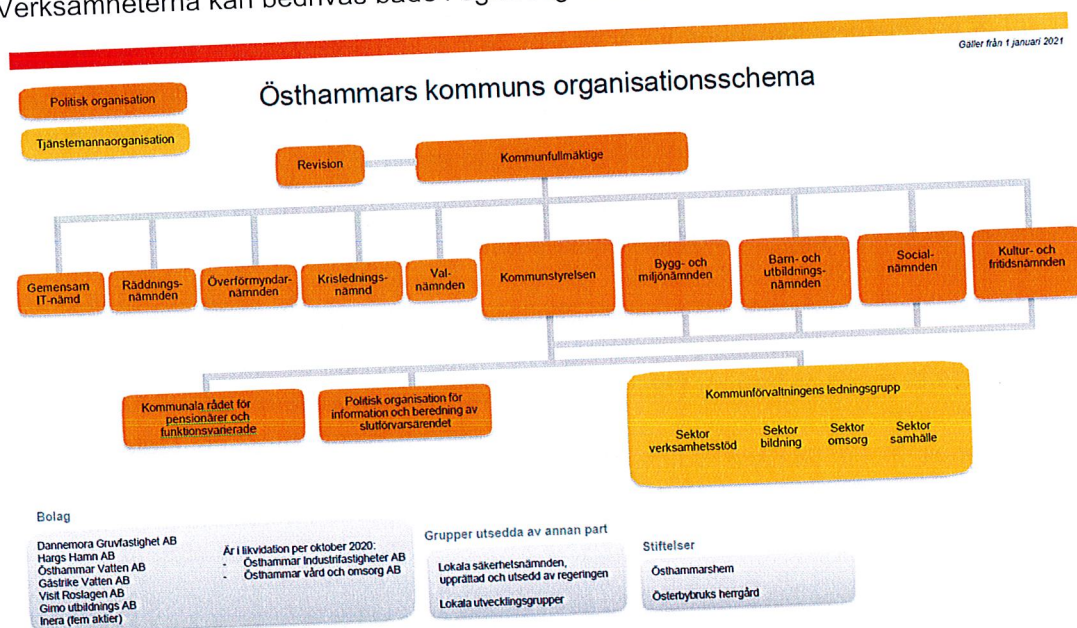 Verksamheterna kan bedrivas både i
Gäller från 1 januari 2021
Östhammars kommuns organisationsschema
Politisk organisation
Tjänstemannaorganisation
Revision
Kommunfullmäktige
Gemensam
IT-nämd
Räddnings-
nämnden
Överförmyndar-
nämnden
Krislednings-
nämnd
Val-
nämnden
Kommunstyrelsen
Bygg- och
miljönämnden
Barn- och
utbildnings-
nämnden
Social-
nämnden
Kultur- och
fritidsnämnden
Kommunala rådet för
pensionärer och
funktionsvarierade
Politisk organisation för
information och beredning av
slutförvarsärendet
Kommunförvaltningens ledningsgrupp
Sektor
verksamhetsstöd
Sektor
bildning
Sektor
omsorg
Sektor
samhälle
Bolag
Dannemora Gruvfastighet AB
Hargs Hamn AB
Östhammar Vatten AB
Gästrike Vatten AB
Visit Roslagen AB
Gimo utbildnings AB
Inera (fem aktier)
Är i likvidation per oktober 2020:
- Östhammar Industrifastigheter AB
- Östhammar vård och omsorg AB
Grupper utsedda av annan part
Lokala säkerhetsnämnden,
upprättad och utsedd av regeringen
Lokala utvecklingsgrupper
Stiftelser
Östhammarshem
Österbybruks herrgård